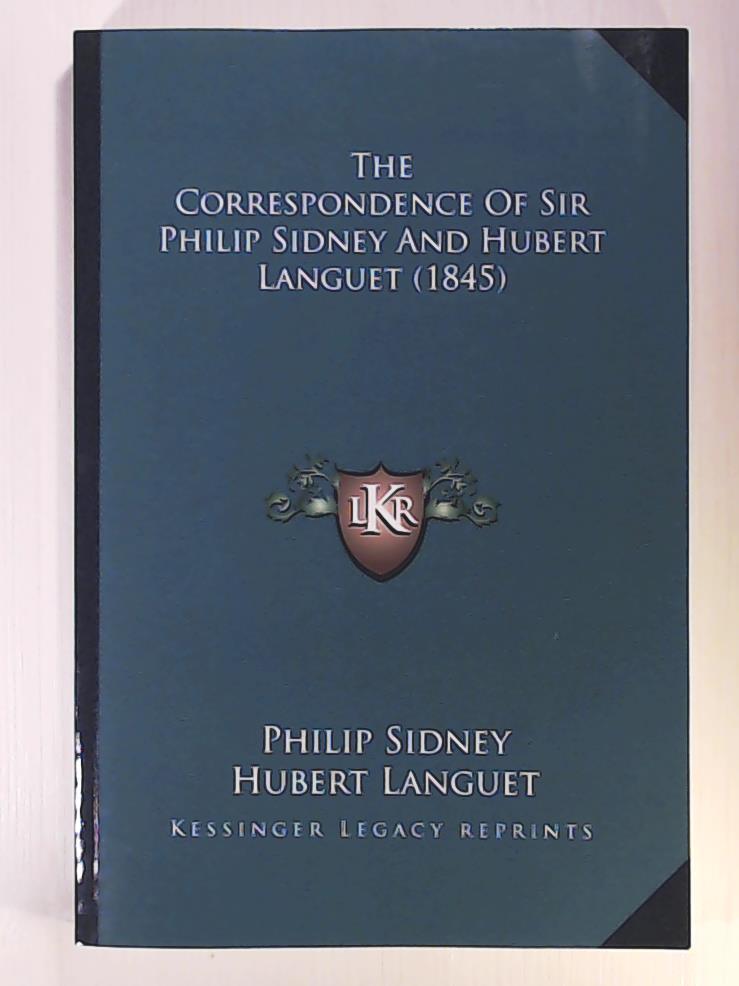 The
Correspondence Of Sir
Philip Sidney And Hubert
Languet (1845)
LKR
Philip Sidney
Hubert Languet
Kessinger Legacy reprints